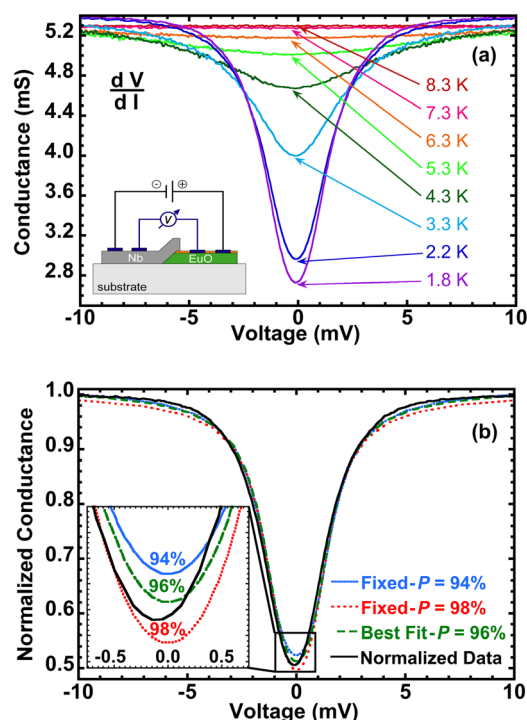 5.2
4.8
4.4
4.0
3.6
3.2
2.8
Conductance (mS)
(a)
d V
d I
8.3 K
7.3 K
6.3 K
5.3 K
4.3 K
3.3 K
2.2 K
1.8 K
⊖ ⊕
V
Nb EuO
substrate
-10 -5 0 5 10
Voltage (mV)
1.0
0.9
0.8
0.7
0.6
0.5
Normalized Conductance
(b)
94%
96%
98%
-0.5 0.0 0.5
Fixed-P = 94%
Fixed-P = 98%
Best Fit-P = 96%
Normalized Data
-10 -5 0 5 10
Voltage (mV)